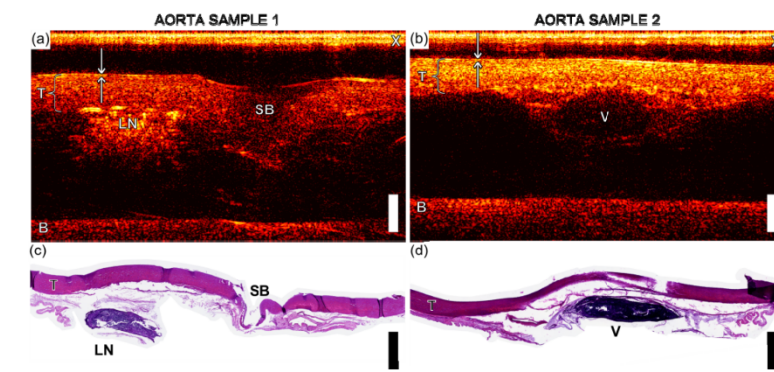 AORTA SAMPLE 1
AORTA SAMPLE 2
(a)
X
T
LN
SB
B
(b)
T
V
B
(c)
T
SB
LN
(d)
T
V